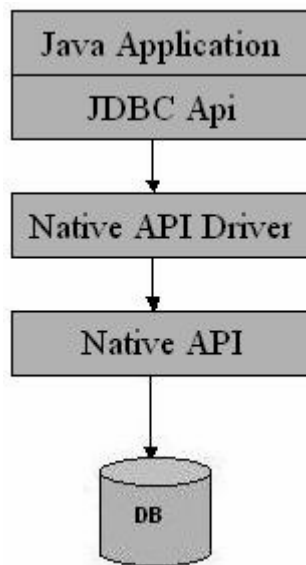 Java Application
JDBC Api
Native API Driver
Native API
DB